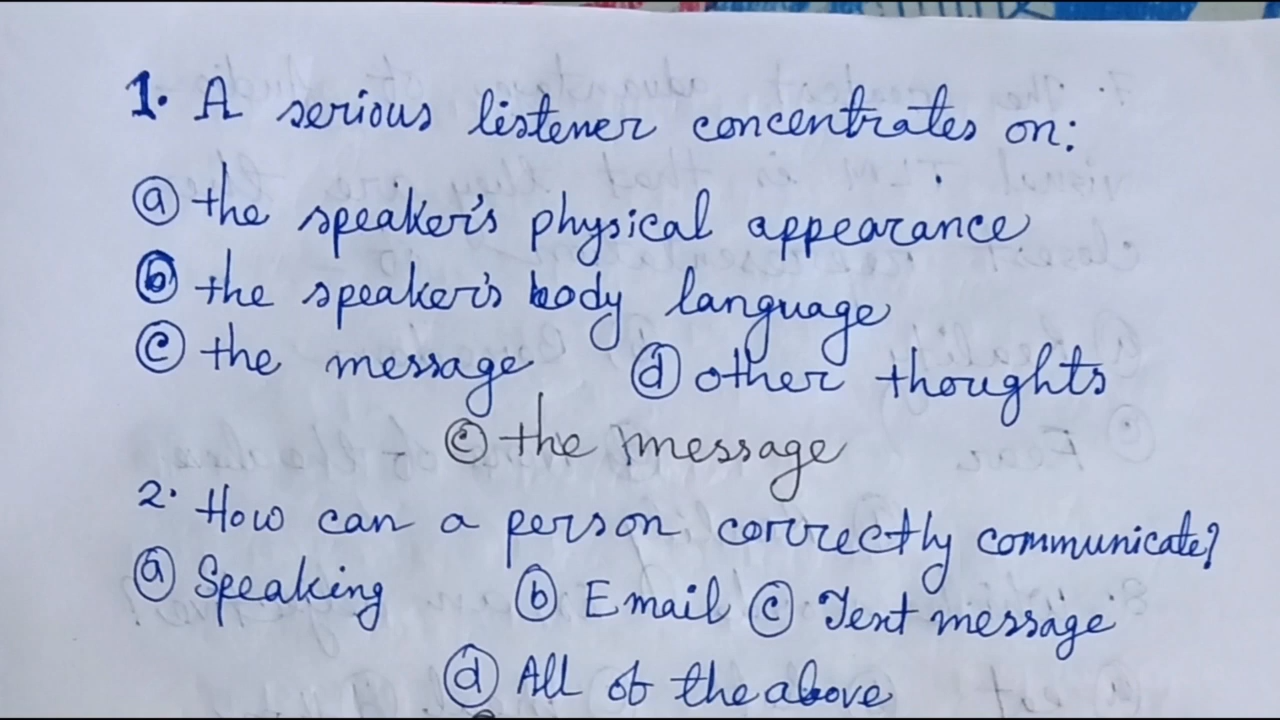 1. A serious listener concentrates on:
ⓐ the speaker's physical appearance
ⓑ the speaker's body language
ⓒ the message ⓓ other thoughts
ⓒ the message
2. How can a person correctly communicate?
ⓐ Speaking ⓑ Email ⓒ Text message
ⓓ All of the above